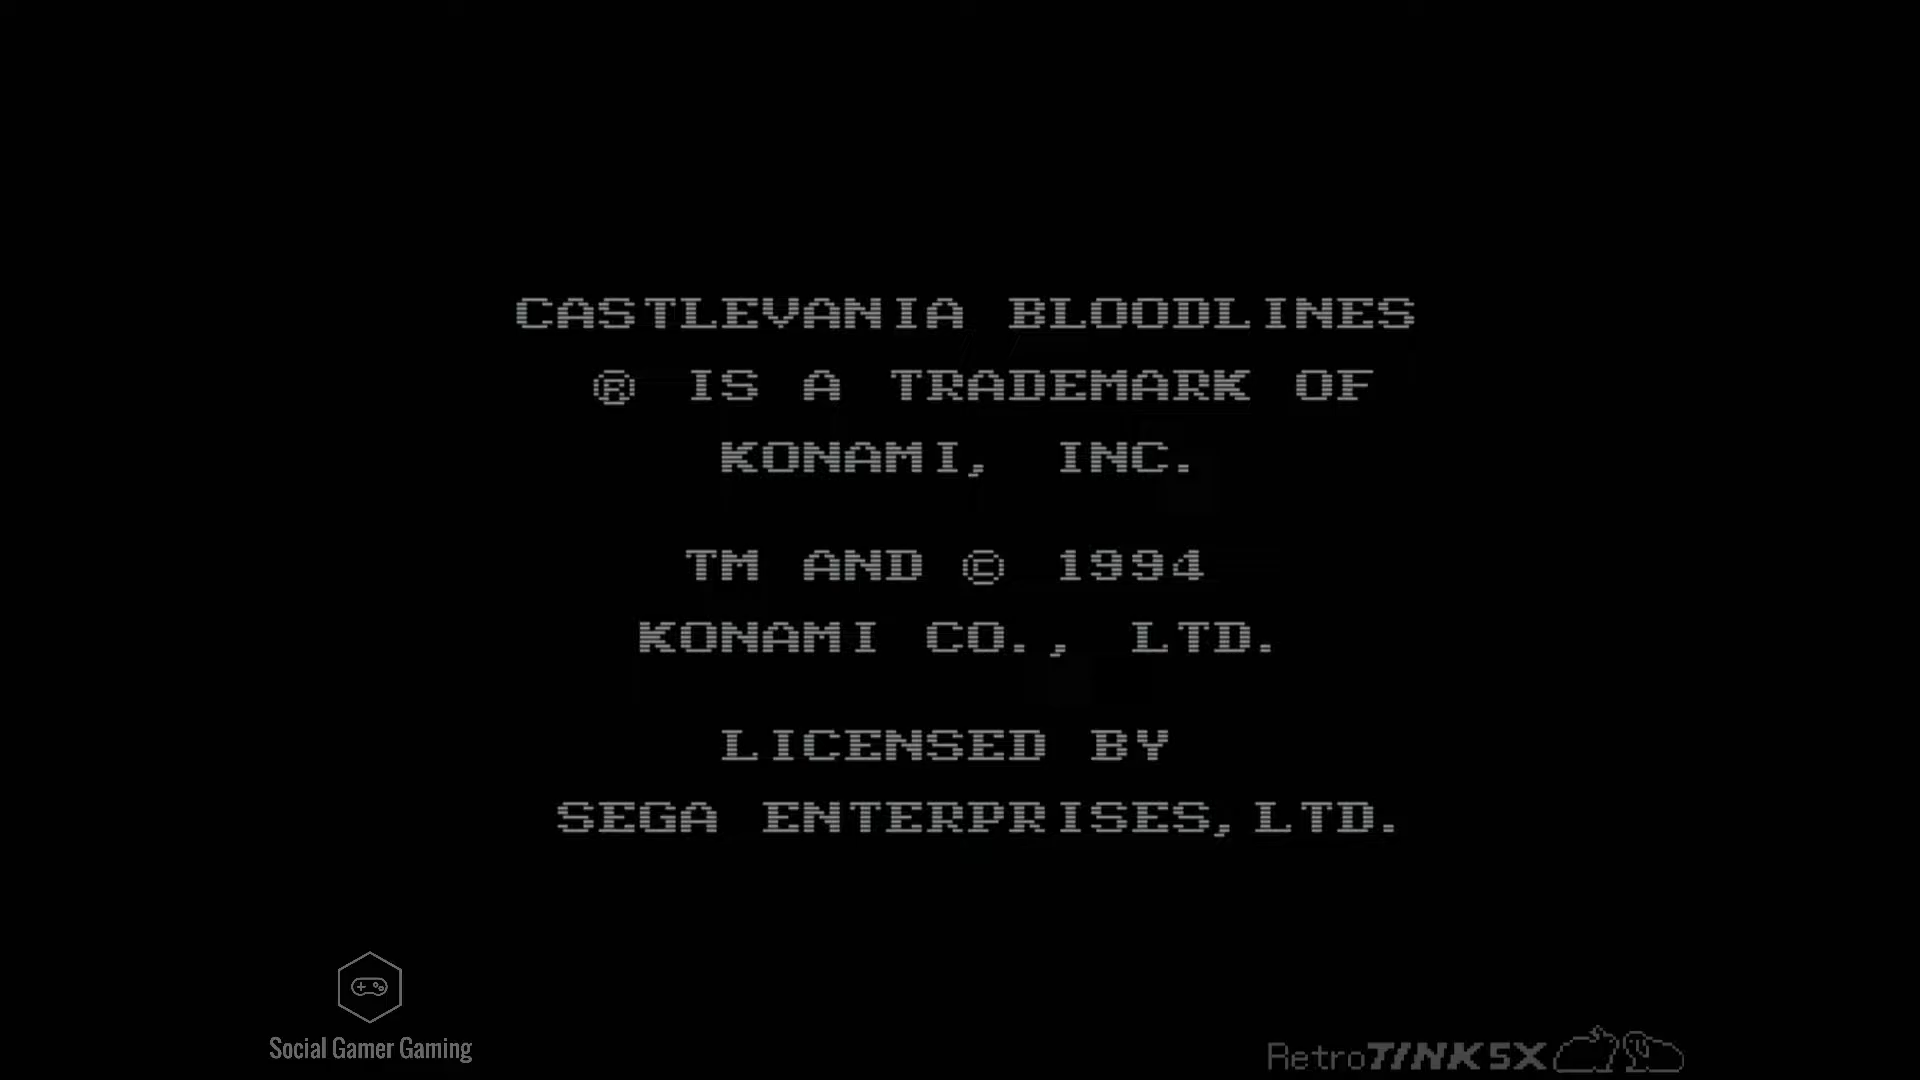 CASTLEVANIA BLOODLINES
® IS A TRADEMARK OF
KONAMI, INC.
TM AND © 1994
KONAMI CO., LTD.
LICENSED BY
SEGA ENTERPRISES,LTD.
Social Gamer Gaming
RetroTINK5X